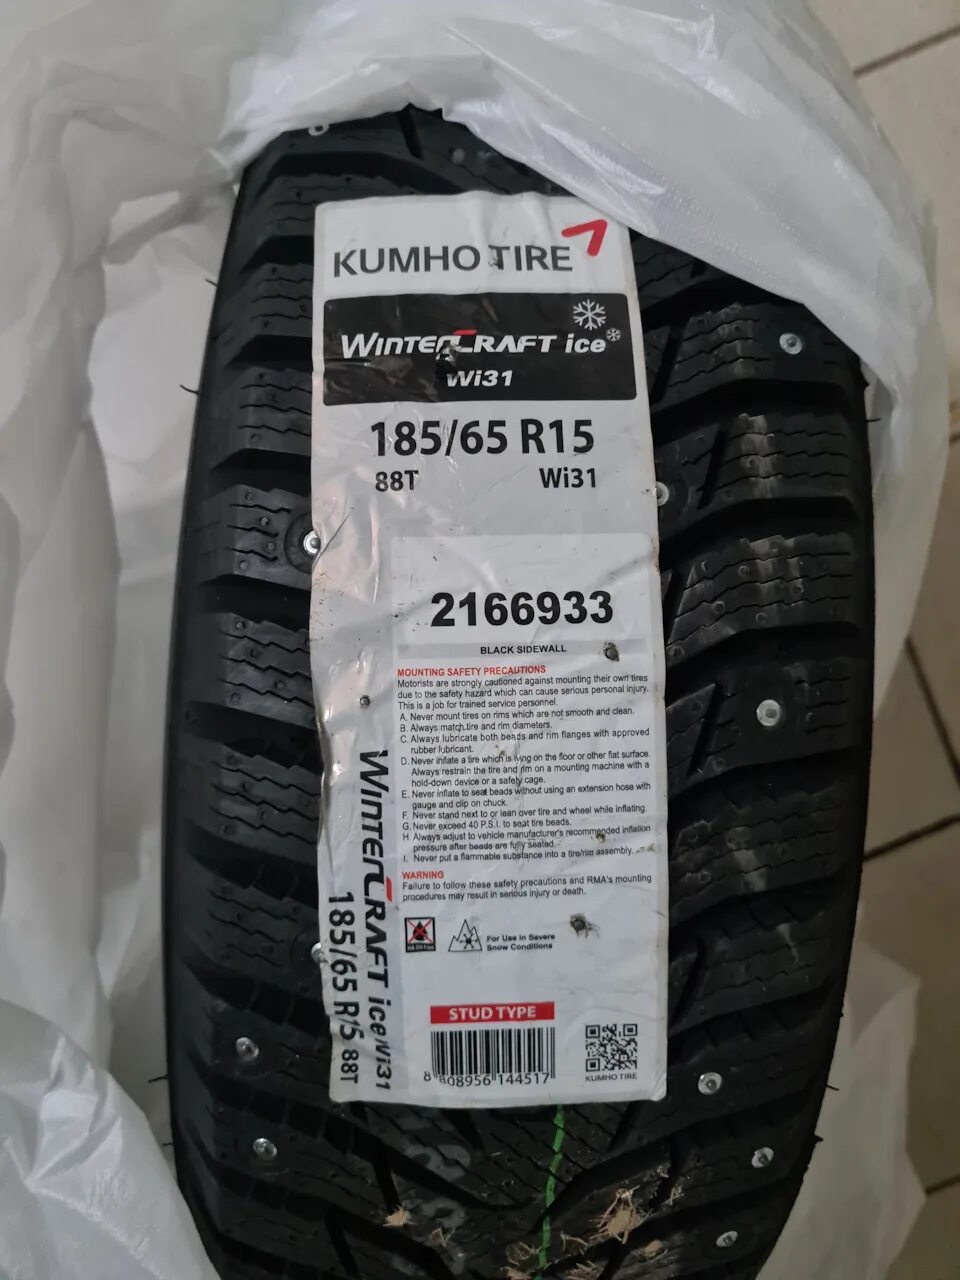 KUMHO TIRE
WINTERCRAFT ice
Wi31
185/65 R15
88T Wi31
2166933
BLACK SIDEWALL
MOUNTING SAFETY PRECAUTIONS
Motorists are strongly cautioned against mounting their own tires
due to the safety hazard which can cause serious personal injury.
This is a job for trained service personnel.
A. Never mount tires on rims which are not smooth and clean.
B. Always match tire and rim diameters.
C. Always lubricate both beads and rim flanges with approved
rubber lubricant.
D. Never inflate a tire which is lying on the floor or other flat surface.
Always restrain the tire and rim on a mounting machine with a
hold-down device or a safety cage.
E. Never inflate to seat beads without using an extension hose with
gauge and clip on chuck.
F. Never stand next to or lean over tire and wheel while inflating.
G. Never exceed 40 P.S.I. to seat tire beads.
H. Always adjust to vehicle manufacturer's recommended inflation
pressure after beads are fully seated.
I. Never put a flammable substance into a tire/rim assembly.
WARNING
Failure to follow these safety precautions and RMA's mounting
procedures may result in serious injury or death.
HA Oil Free
For Use in Severe
Snow Conditions
STUD TYPE
8 808956 144517
KUMHO TIRE
WINTERCRAFT ice Wi31
185/65 R15 88T